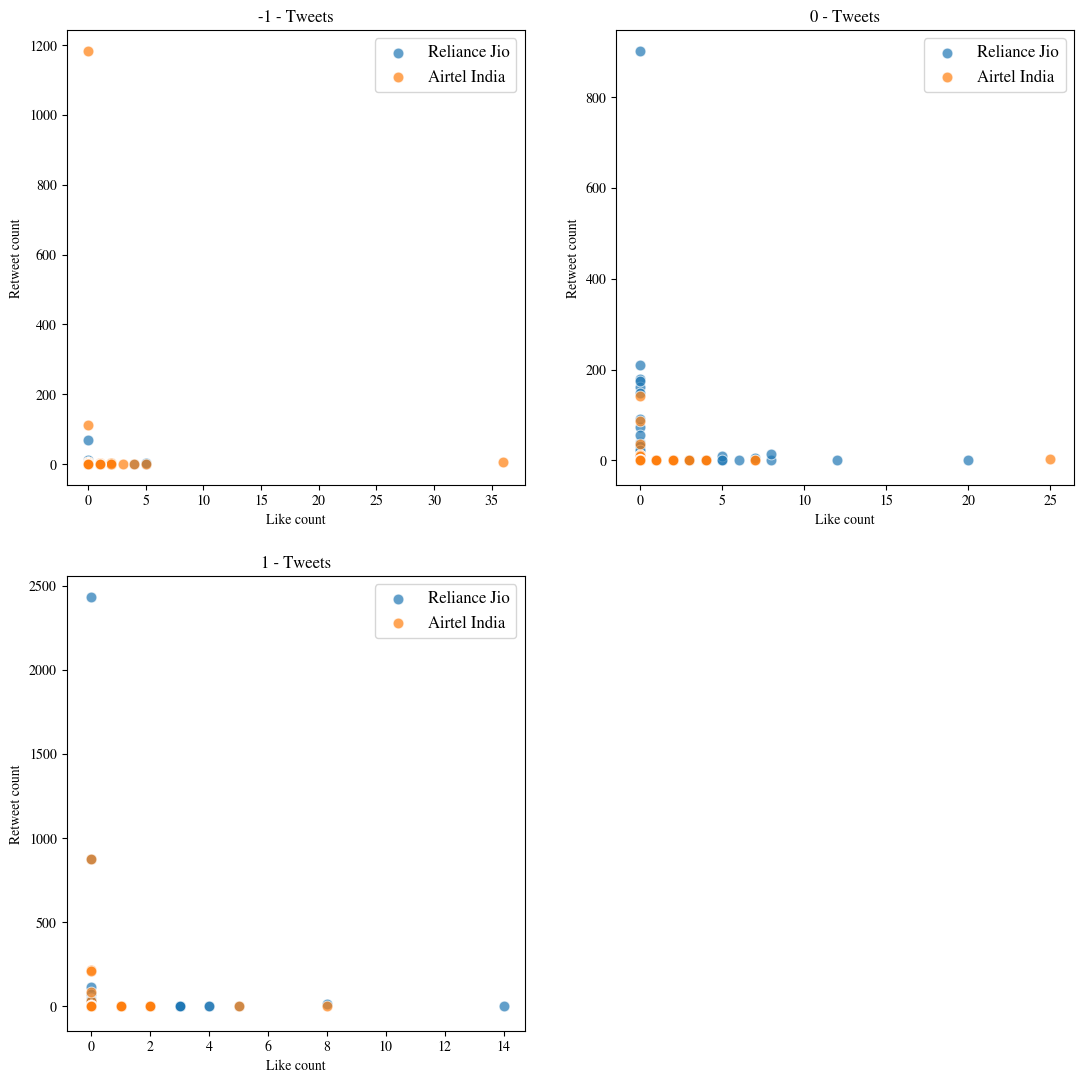 -1 - Tweets
Reliance Jio
Airtel India
1200
1000
800
600
400
200
0
Retweet count
0 5 10 15 20 25 30 35
Like count
0 - Tweets
Reliance Jio
Airtel India
800
600
400
200
0
Retweet count
0 5 10 15 20 25
Like count
1 - Tweets
Reliance Jio
Airtel India
2500
2000
1500
1000
500
0
Retweet count
0 2 4 6 8 10 12 14
Like count